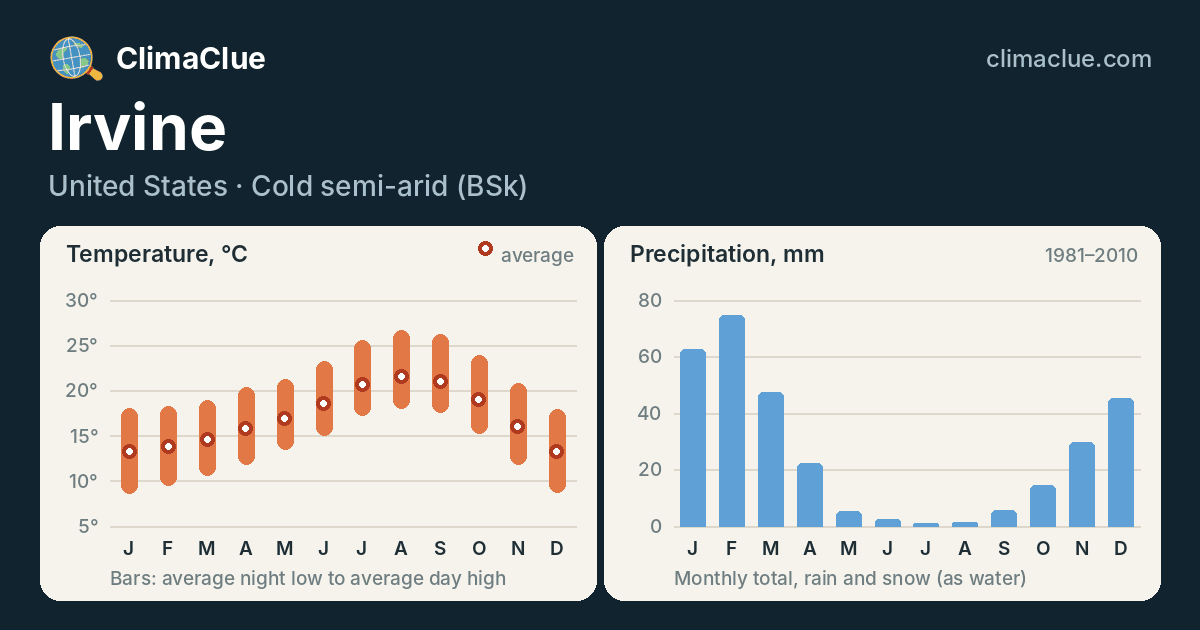 ClimaClue
climaclue.com
Irvine
United States · Cold semi-arid (BSk)
Temperature, °C
average
30°
25°
20°
15°
10°
5°
J F M A M J J A S O N D
Bars: average night low to average day high
Precipitation, mm
1981–2010
80
60
40
20
0
J F M A M J J A S O N D
Monthly total, rain and snow (as water)